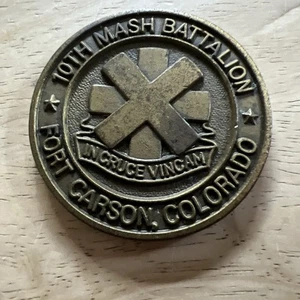 10TH MASH BATTALION
IN CRUCE VINCAM
FORT CARSON, COLORADO